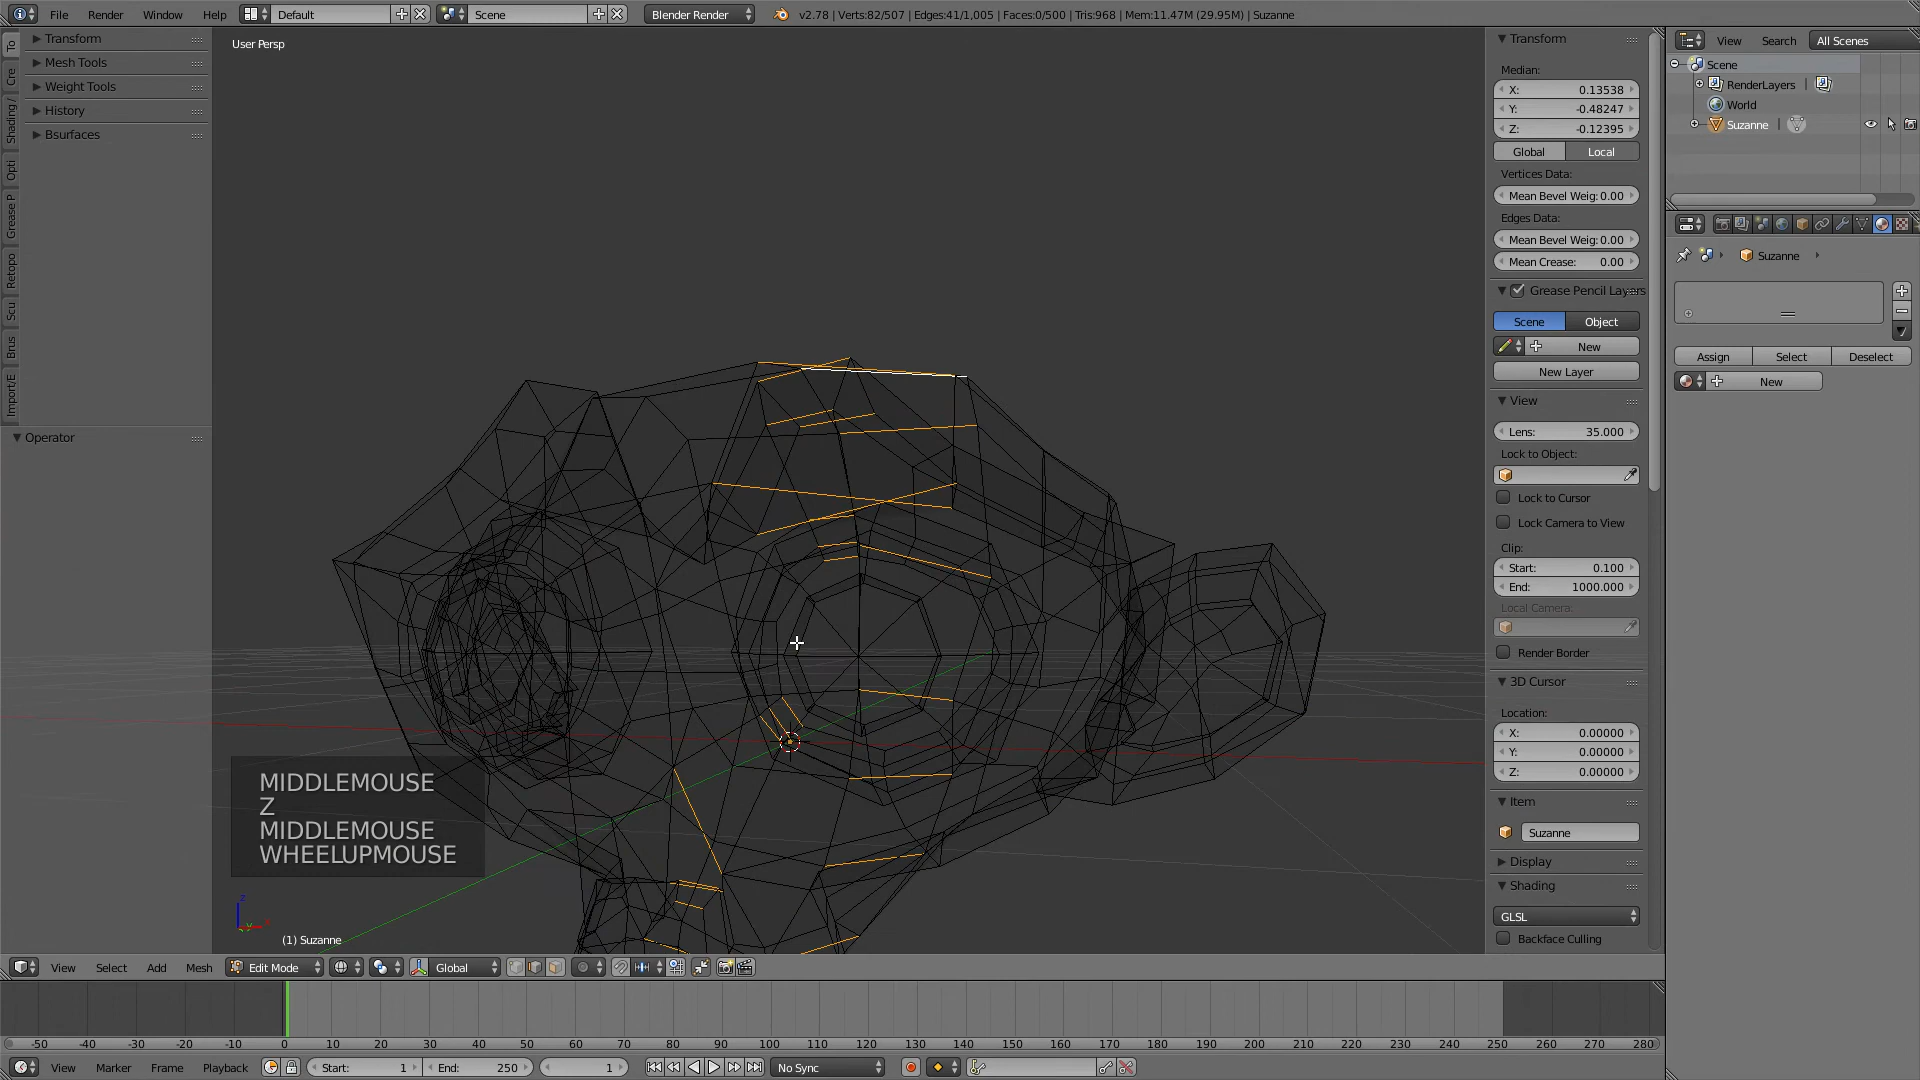 File Render Window Help Default Scene Blender Render v2.78 | Verts:82/507 | Edges:41/1,005 | Faces:0/500 | Tris:968 | Mem:11.47M (29.95M) | Suzanne
To
Cre
Shading /
Opti
Grease P
Retopo
Scu
Brus
Import/E
Transform
Mesh Tools
Weight Tools
History
Bsurfaces
Operator
User Persp
MIDDLEMOUSE
Z
MIDDLEMOUSE
WHEELUPMOUSE
z
x
(1) Suzanne
Transform
Median:
X: 0.13538
Y: -0.48247
Z: -0.12395
Global Local
Vertices Data:
Mean Bevel Weig: 0.00
Edges Data:
Mean Bevel Weig: 0.00
Mean Crease: 0.00
Grease Pencil Layers
Scene Object
New
New Layer
View
Lens: 35.000
Lock to Object:
Lock to Cursor
Lock Camera to View
Clip:
Start: 0.100
End: 1000.000
Local Camera:
Render Border
3D Cursor
Location:
X: 0.00000
Y: 0.00000
Z: 0.00000
Item
Suzanne
Display
Shading
GLSL
Backface Culling
View Search All Scenes
Scene
RenderLayers |
World
Suzanne |
Suzanne
Assign Select Deselect
New
View Select Add Mesh Edit Mode Global
-50 -40 -30 -20 -10 0 10 20 30 40 50 60 70 80 90 100 110 120 130 140 150 160 170 180 190 200 210 220 230 240 250 260 270 280
View Marker Frame Playback Start: 1 End: 250 1 No Sync